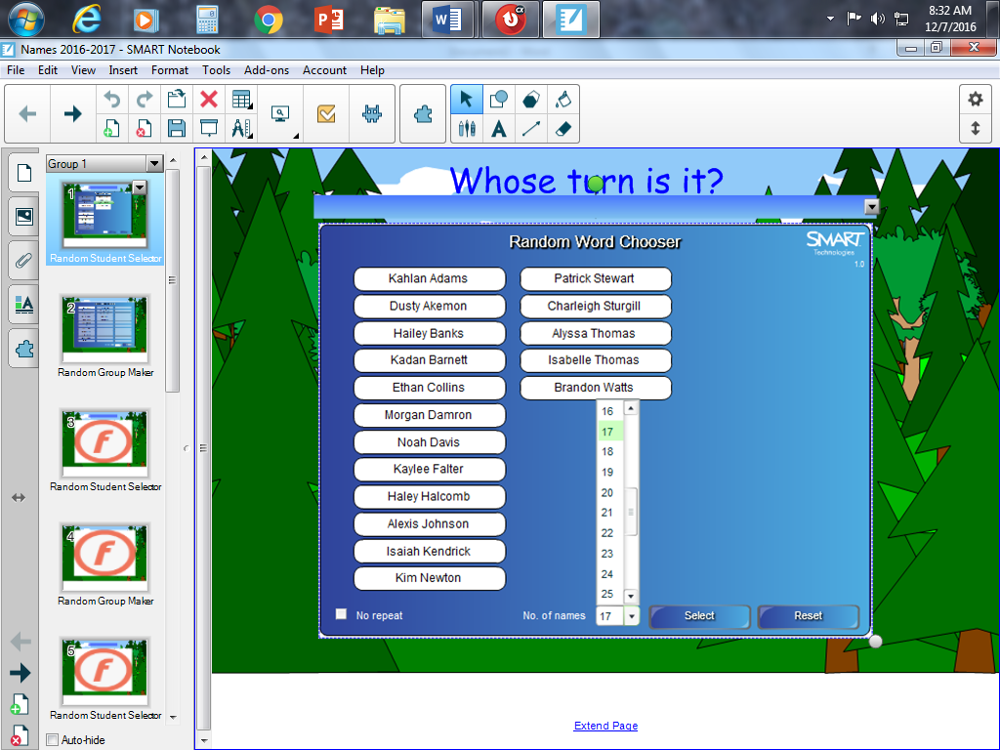 8:32 AM
12/7/2016
Names 2016-2017 - SMART Notebook
File Edit View Insert Format Tools Add-ons Account Help
Group 1
1
Random Student Selector
2
Random Group Maker
3
Random Student Selector
4
Random Group Maker
5
Random Student Selector
Auto-hide
Whose turn is it?
Random Word Chooser
SMART
Technologies
1.0
Kahlan Adams
Dusty Akemon
Hailey Banks
Kadan Barnett
Ethan Collins
Morgan Damron
Noah Davis
Kaylee Falter
Haley Halcomb
Alexis Johnson
Isaiah Kendrick
Kim Newton
Patrick Stewart
Charleigh Sturgill
Alyssa Thomas
Isabelle Thomas
Brandon Watts
16
17
18
19
20
21
22
23
24
25
No repeat
No. of names 17
Select
Reset
Extend Page